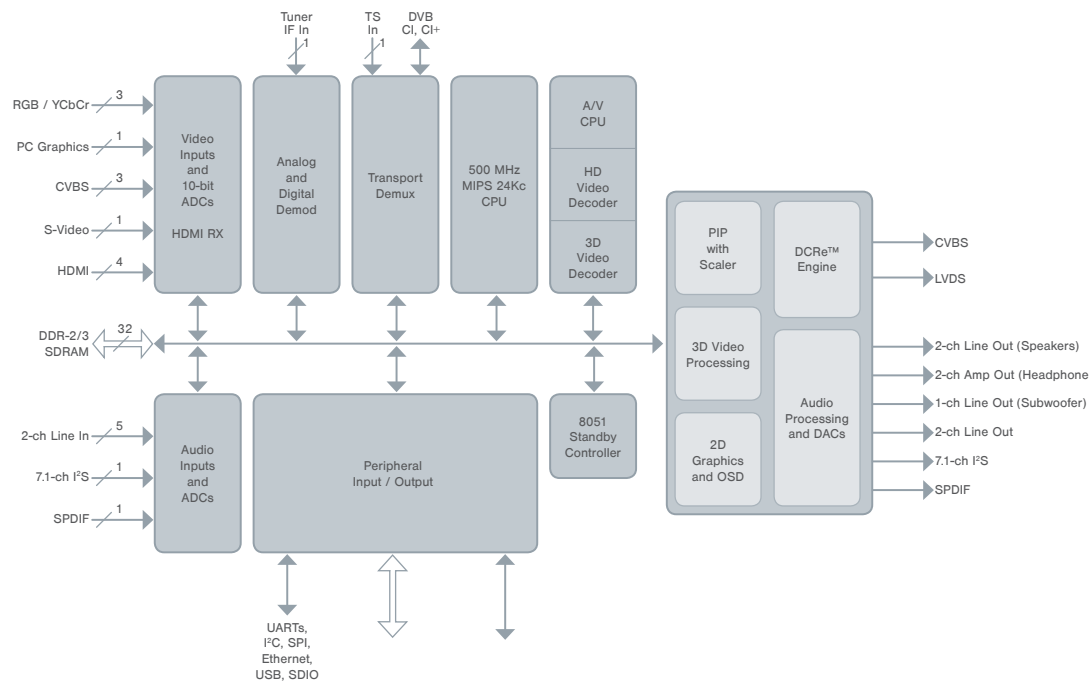 Tuner
IF In
1
TS
In
1
DVB
CI, CI+
RGB / YCbCr
3
PC Graphics
1
CVBS
3
S-Video
1
HDMI
4
Video
Inputs
and
10-bit
ADCs
HDMI RX
Analog
and
Digital
Demod
Transport
Demux
500 MHz
MIPS 24Kc
CPU
A/V
CPU
HD
Video
Decoder
3D
Video
Decoder
DDR-2/3
SDRAM
32
PIP
with
Scaler
DCRe™
Engine
3D Video
Processing
2D
Graphics
and OSD
Audio
Processing
and DACs
CVBS
LVDS
2-ch Line Out (Speakers)
2-ch Amp Out (Headphone
1-ch Line Out (Subwoofer)
2-ch Line Out
7.1-ch I²S
SPDIF
2-ch Line In
5
7.1-ch I²S
1
SPDIF
1
Audio
Inputs
and
ADCs
Peripheral
Input / Output
8051
Standby
Controller
UARTs,
I²C, SPI,
Ethernet,
USB, SDIO